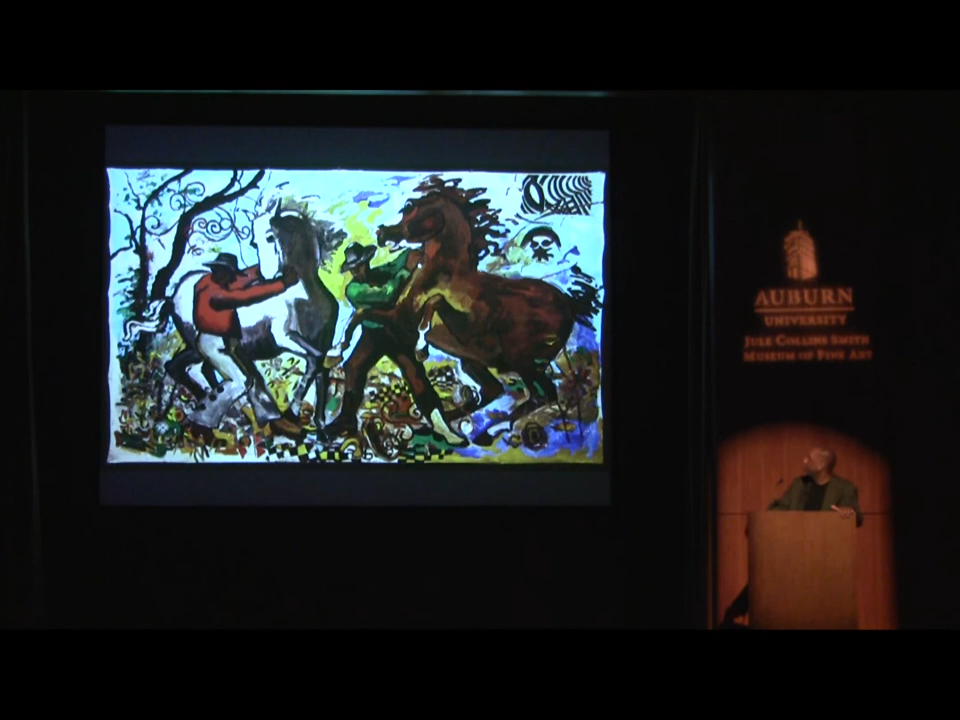 AUBURN
UNIVERSITY
JULE COLLINS SMITH
MUSEUM OF FINE ART